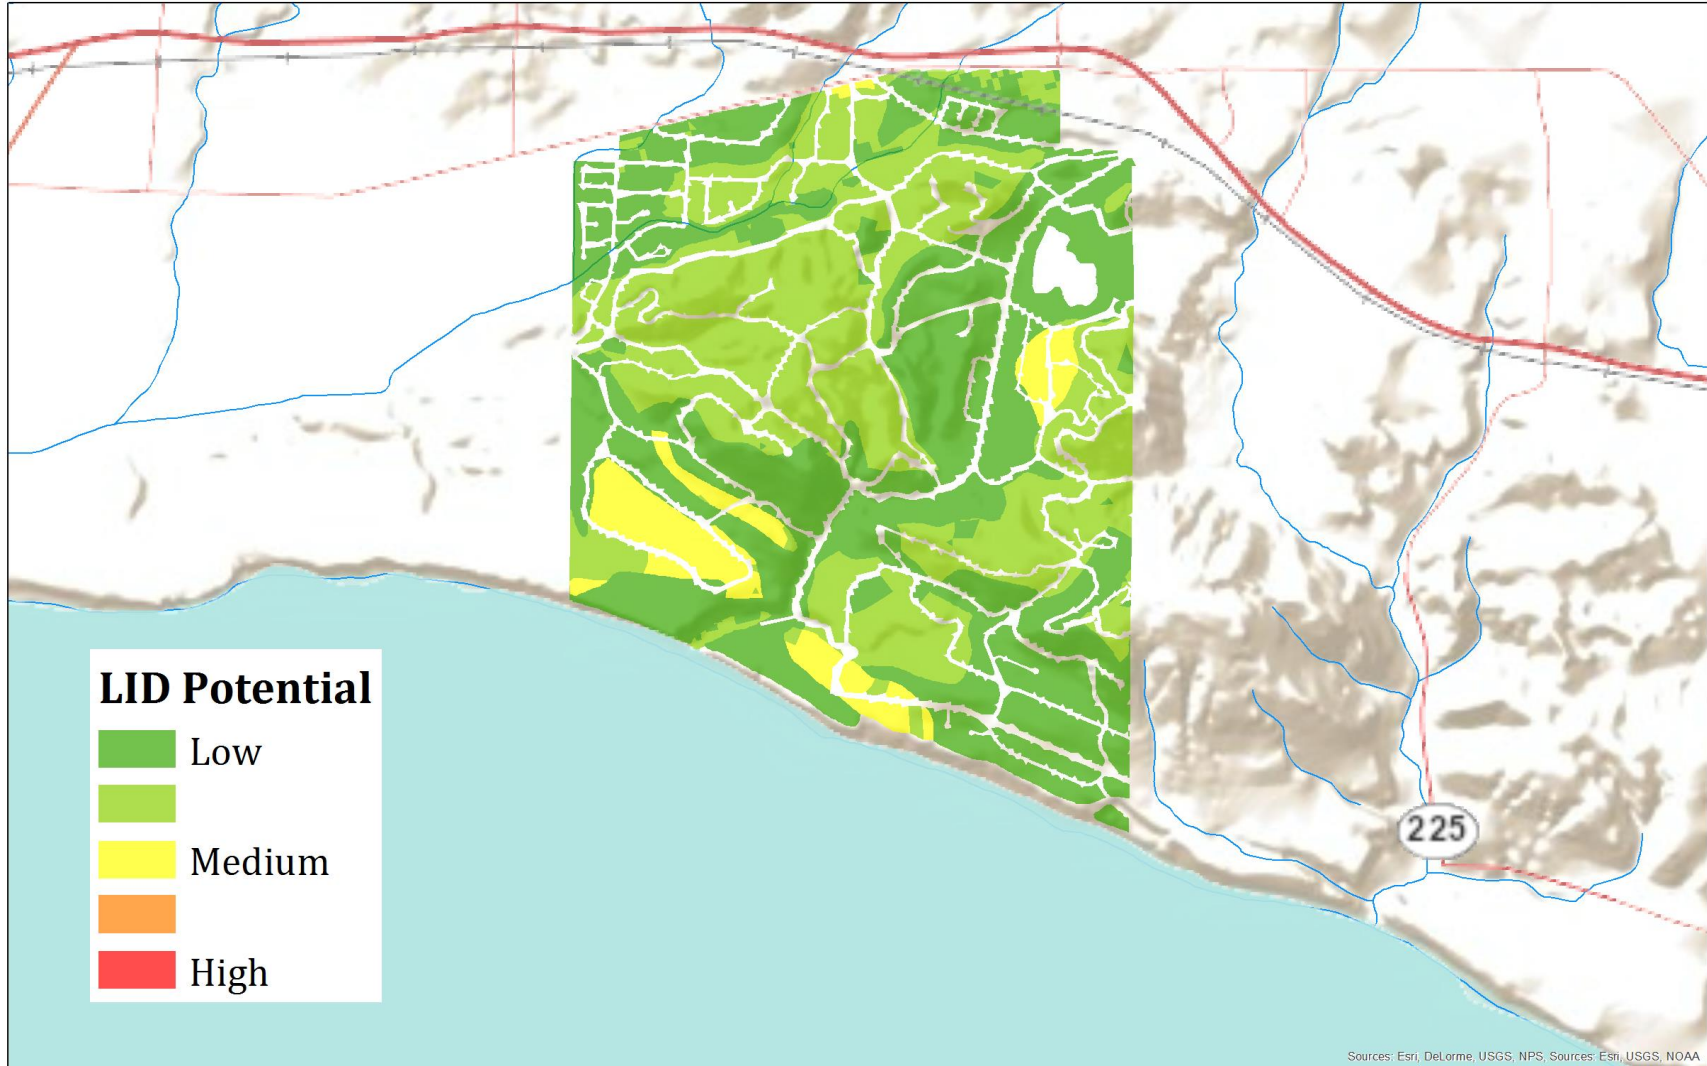 LID Potential
Low
Medium
High
225
Sources: Esri, DeLorme, USGS, NPS, Sources: Esri, USGS, NOAA